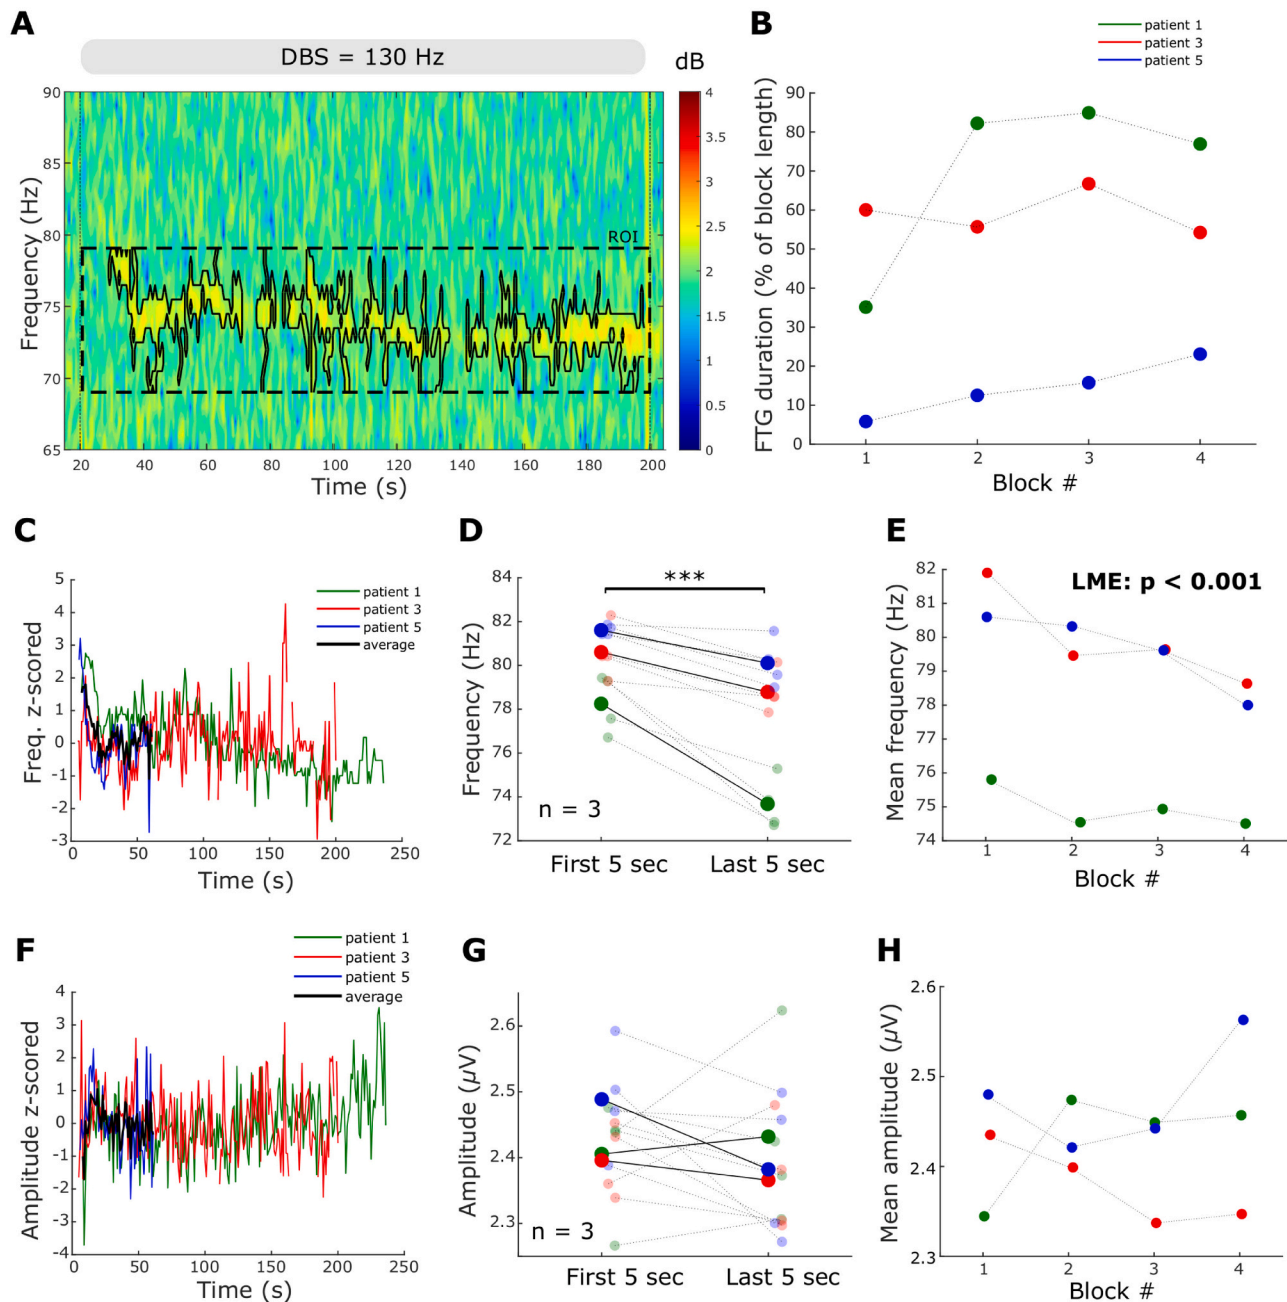 A
DBS = 130 Hz
dB
90
85
80
75
70
65
Frequency (Hz)
ROI
20
40
60
80
100
120
140
160
180
200
Time (s)
4
3.5
3
2.5
2
1.5
1
0.5
0
B
patient 1
patient 3
patient 5
90
80
70
60
50
40
30
20
10
0
FTG duration (% of block length)
1
2
3
4
Block #
C
5
4
3
2
1
0
-1
-2
-3
Freq. z-scored
patient 1
patient 3
patient 5
average
0
50
100
150
200
250
Time (s)
D
84
82
80
78
76
74
72
Frequency (Hz)
***
n = 3
First 5 sec
Last 5 sec
E
82
81
80
79
78
77
76
75
74
Mean frequency (Hz)
LME: p < 0.001
1
2
3
4
Block #
F
patient 1
patient 3
patient 5
average
4
3
2
1
0
-1
-2
-3
-4
Amplitude z-scored
0
50
100
150
200
250
Time (s)
G
2.6
2.5
2.4
2.3
Amplitude (µV)
n = 3
First 5 sec
Last 5 sec
H
2.6
2.5
2.4
2.3
Mean amplitude (µV)
1
2
3
4
Block #